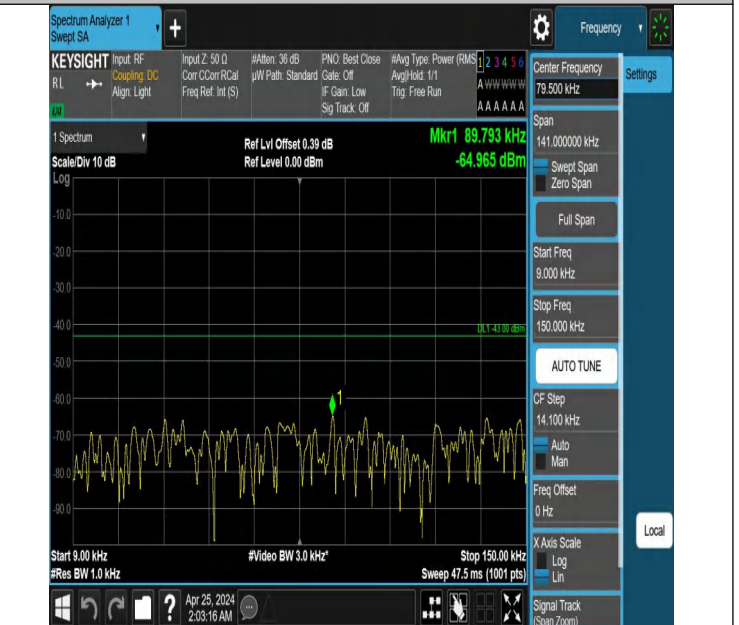 Spectrum Analyzer 1
Swept SA
+
Frequency
KEYSIGHT
RL
Input: RF
Coupling: DC
Align: Light
Input Z: 50 Ω
Corr CCorr RCal
Freq Ref: Int (S)
#Atten: 36 dB
µW Path: Standard
PNO: Best Close
Gate: Off
IF Gain: Low
Sig Track: Off
#Avg Type: Power (RMS
Avg|Hold: 1/1
Trig: Free Run
1 2 3 4 5 6
A W W W W W
A A A A A A
Center Frequency
79.500 kHz
Settings
Span
141.000000 kHz
Swept Span
Zero Span
Full Span
Start Freq
9.000 kHz
Stop Freq
150.000 kHz
AUTO TUNE
CF Step
14.100 kHz
Auto
Man
Freq Offset
0 Hz
X Axis Scale
Log
Lin
Signal Track
(Span Zoom)
Local
1 Spectrum
Scale/Div 10 dB
Ref Lvl Offset 0.39 dB
Ref Level 0.00 dBm
Mkr1 89.793 kHz
-64.965 dBm
Log
-10.0
-20.0
-30.0
-40.0
DL1 -43.00 dBm
-50.0
-60.0
1
-70.0
-80.0
-90.0
Start 9.00 kHz
#Video BW 3.0 kHz*
Stop 150.00 kHz
#Res BW 1.0 kHz
Sweep 47.5 ms (1001 pts)
?
Apr 25, 2024
2:03:16 AM